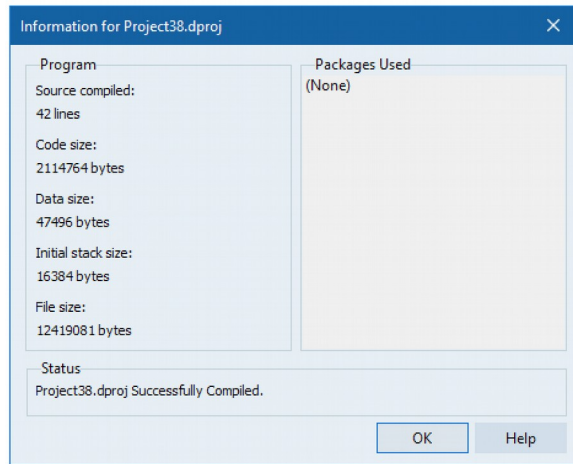 Information for Project38.dproj
Program
Source compiled:
42 lines
Code size:
2114764 bytes
Data size:
47496 bytes
Initial stack size:
16384 bytes
File size:
12419081 bytes
Packages Used
(None)
Status
Project38.dproj Successfully Compiled.
OK Help